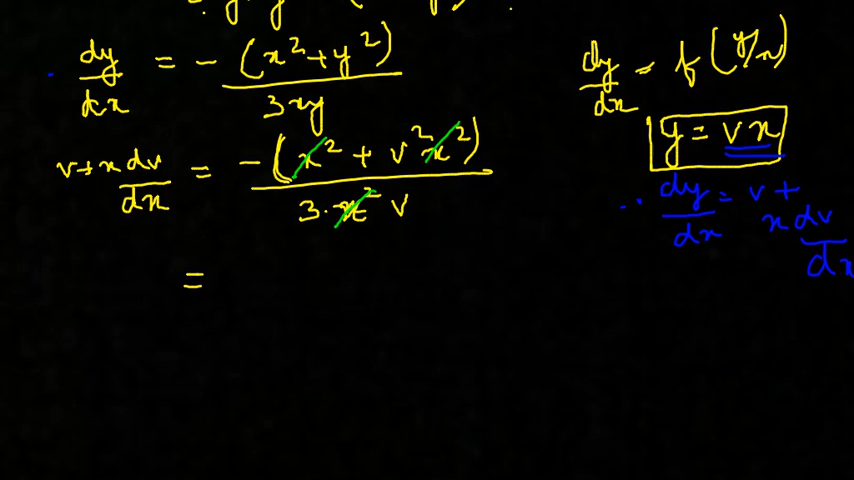 dy/dx = -(x²+y²)/3xy
v+x dv/dx = -(x² + v²x²)/3.x² v
=
dy/dx = f(y/x)
y = vx
∴ dy/dx = v + x dv/dx